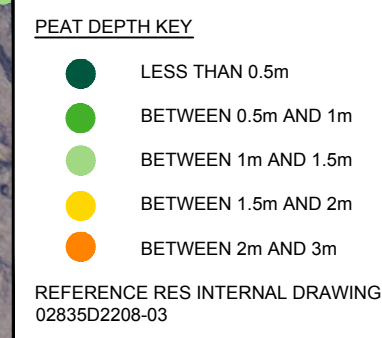 PEAT DEPTH KEY
LESS THAN 0.5m
BETWEEN 0.5m AND 1m
BETWEEN 1m AND 1.5m
BETWEEN 1.5m AND 2m
BETWEEN 2m AND 3m
REFERENCE RES INTERNAL DRAWING
02835D2208-03